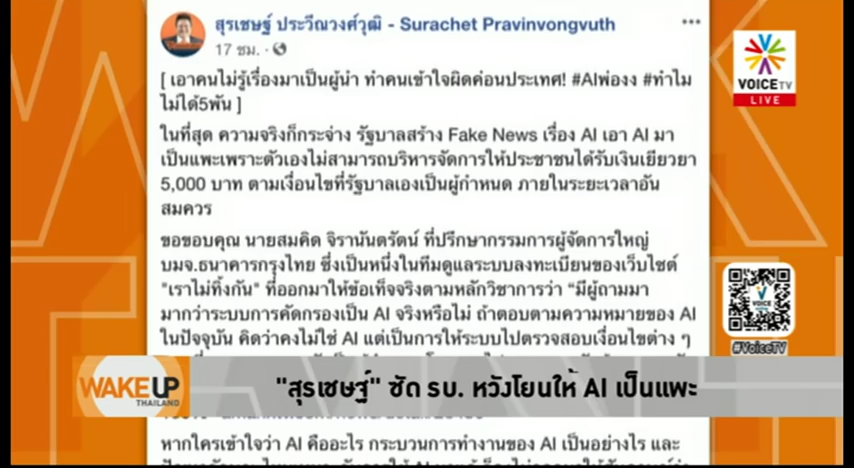 สุรเชษฐ์ ประวีณวงศ์วุฒิ - Surachet Pravinvongvuth
17 ชม. ·
[ เอาคนไม่รู้เรื่องมาเป็นผู้นำ ทำคนเข้าใจผิดค่อนประเทศ! #AIพ่องง #ทำไม
ไม่ได้5พัน ]
ในที่สุด ความจริงก็กระจ่าง รัฐบาลสร้าง Fake News เรื่อง AI เอา AI มา
เป็นแพะเพราะตัวเองไม่สามารถบริหารจัดการให้ประชาชนได้รับเงินเยียวยา
5,000 บาท ตามเงื่อนไขที่รัฐบาลเองเป็นผู้กำหนด ภายในระยะเวลาอัน
สมควร
ขอขอบคุณ นายสมคิด จิรานันตรัตน์ ที่ปรึกษากรรมการผู้จัดการใหญ่
บมจ.ธนาคารกรุงไทย ซึ่งเป็นหนึ่งในทีมดูแลระบบลงทะเบียนของเว็บไซต์
"เราไม่ทิ้งกัน" ที่ออกมาให้ข้อเท็จจริงตามหลักวิชาการว่า "มีผู้ถามมา
มากว่าระบบการคัดกรองเป็น AI จริงหรือไม่ ถ้าตอบตามความหมายของ AI
ในปัจจุบัน คิดว่าคงไม่ใช่ AI แต่เป็นการให้ระบบไปตรวจสอบเงื่อนไขต่าง ๆ
หากใครเข้าใจว่า AI คืออะไร กระบวนการทำงานของ AI เป็นอย่างไร และ
VOICE TV
LIVE
VOICE
#VoiceTV
WAKE UP
THAILAND
"สุรเชษฐ์" ซัด รบ. หวังโยนให้ AI เป็นแพะ